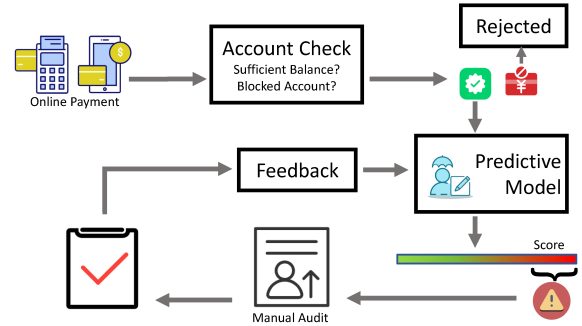 Rejected
Account Check
Sufficient Balance?
Blocked Account?
Online Payment
$
¥
Feedback
Predictive
Model
Score
Manual Audit